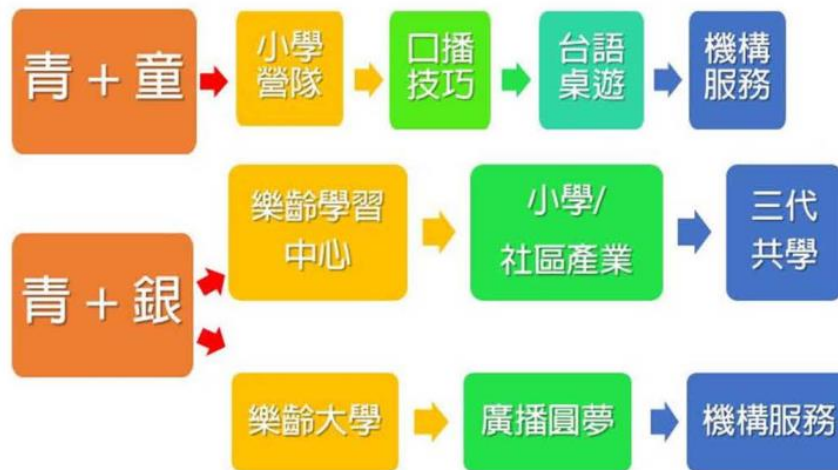 青+童
小學
營隊
口播
技巧
台語
桌遊
機構
服務
青+銀
樂齡學習
中心
小學/
社區產業
三代
共學
樂齡大學
廣播圓夢
機構服務